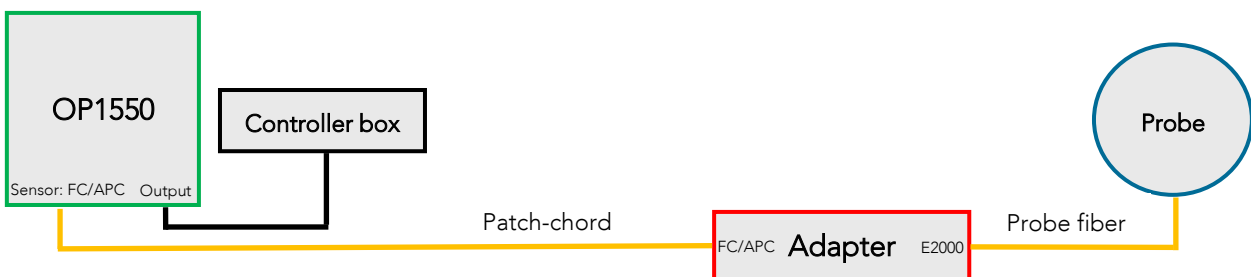 OP1550
Sensor: FC/APC Output
Controller box
Probe
Patch-chord
FC/APC Adapter E2000
Probe fiber